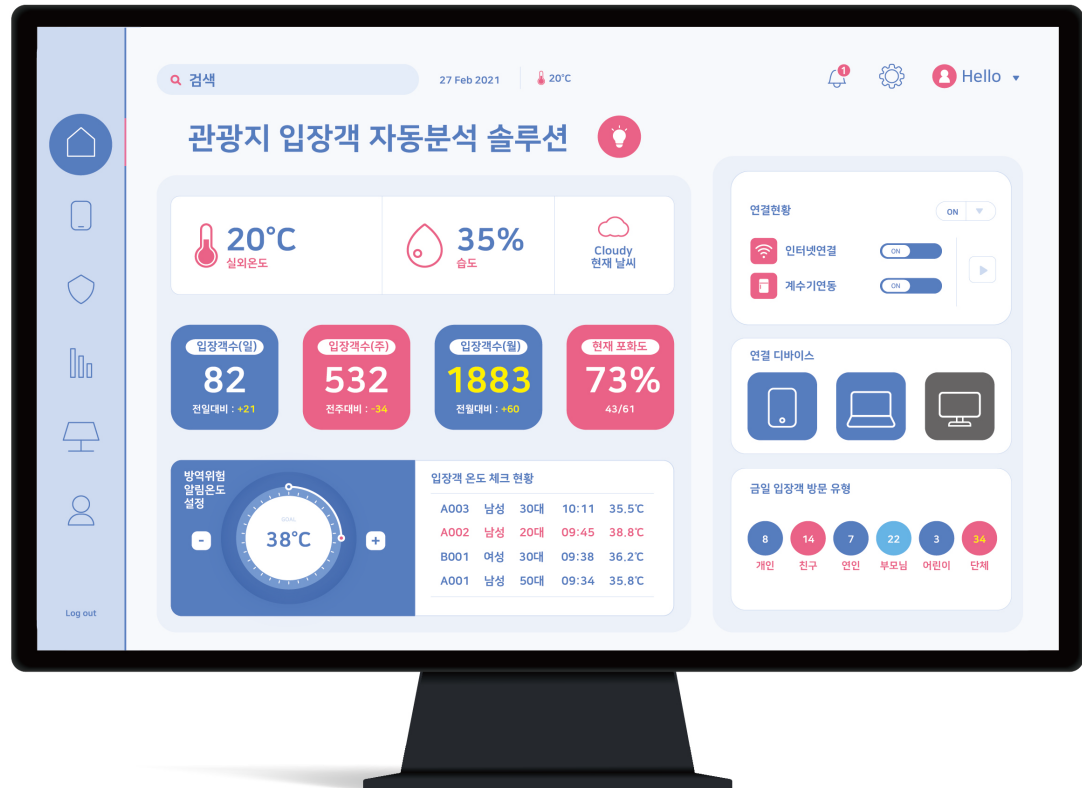 검색
27 Feb 2021
20°C
1
Hello
관광지 입장객 자동분석 솔루션
20°C
실외온도
35%
습도
Cloudy
현재 날씨
입장객수(일)
82
전일대비 : +21
입장객수(주)
532
전주대비 : -34
입장객수(월)
1883
전월대비 : +60
현재 포화도
73%
43/61
방역위험
알림온도
설정
-
GOAL
38°C
+
입장객 온도 체크 현황
A003 남성 30대 10:11 35.5℃
A002 남성 20대 09:45 38.8℃
B001 여성 30대 09:38 36.2℃
A001 남성 50대 09:34 35.8℃
연결현황
ON
인터넷연결
ON
계수기연동
ON
연결 디바이스
금일 입장객 방문 유형
8 14 7 22 3 34
개인 친구 연인 부모님 어린이 단체
Log out